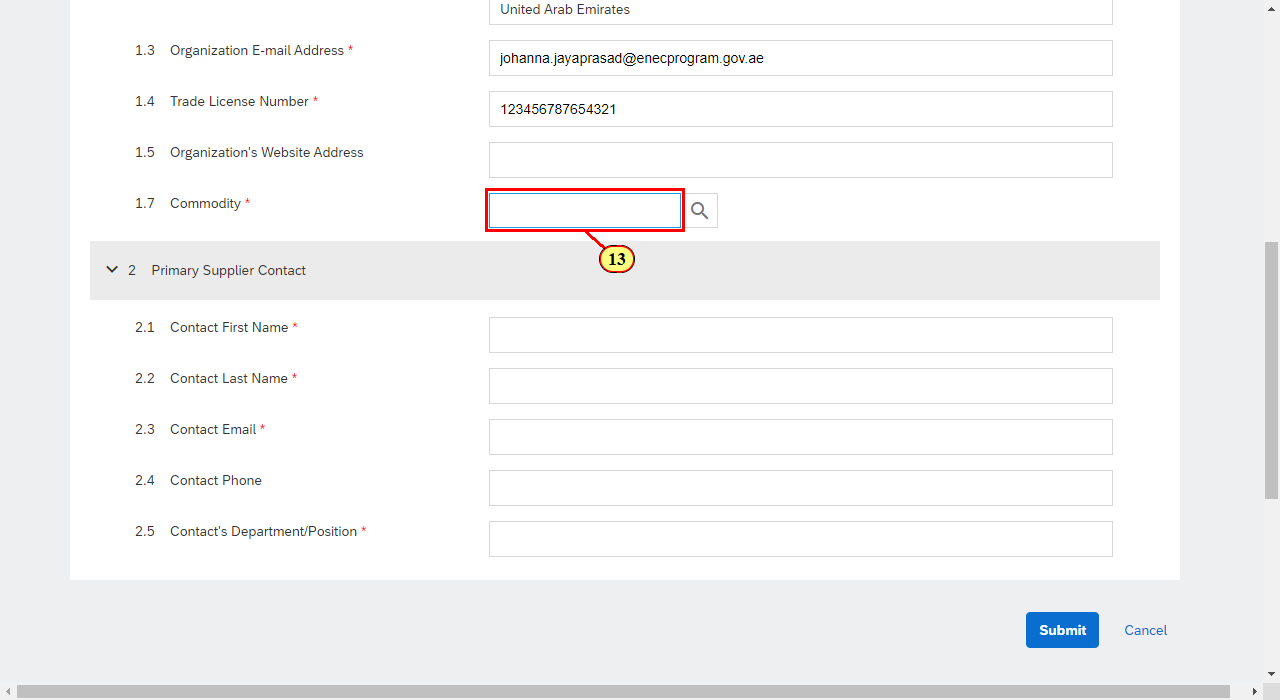 United Arab Emirates
1.3 Organization E-mail Address *
johanna.jayaprasad@enecprogram.gov.ae
1.4 Trade License Number *
123456787654321
1.5 Organization's Website Address
1.7 Commodity *
13
2 Primary Supplier Contact
2.1 Contact First Name *
2.2 Contact Last Name *
2.3 Contact Email *
2.4 Contact Phone
2.5 Contact's Department/Position *
Submit Cancel